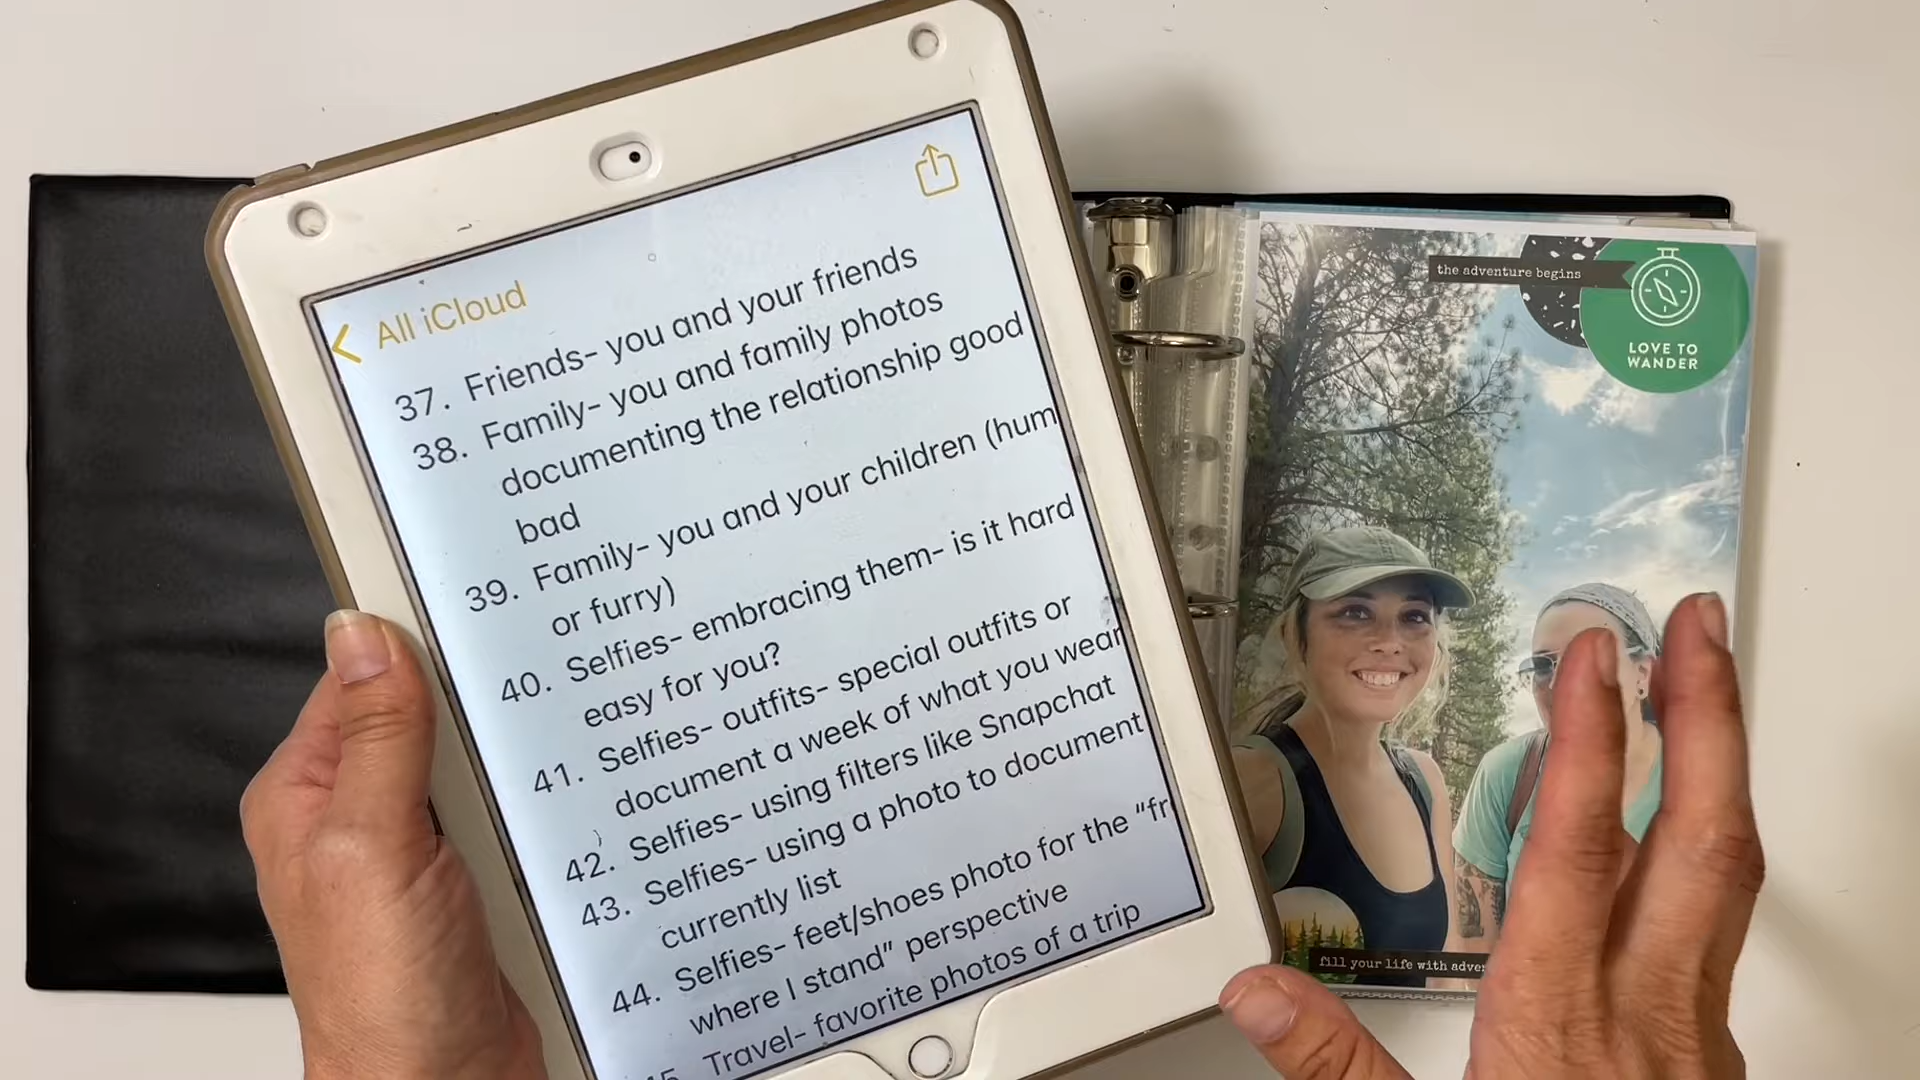 All iCloud
37. Friends- you and your friends
38. Family- you and family photos
documenting the relationship good
bad
39. Family- you and your children (hum
or furry)
40. Selfies- embracing them- is it hard
easy for you?
41. Selfies- outfits- special outfits or
document a week of what you wear
42. Selfies- using filters like Snapchat
43. Selfies- using a photo to document
currently list
44. Selfies- feet/shoes photo for the "fr
where I stand" perspective
Travel- favorite photos of a trip
the adventure begins
LOVE TO
WANDER
fill your life with adven